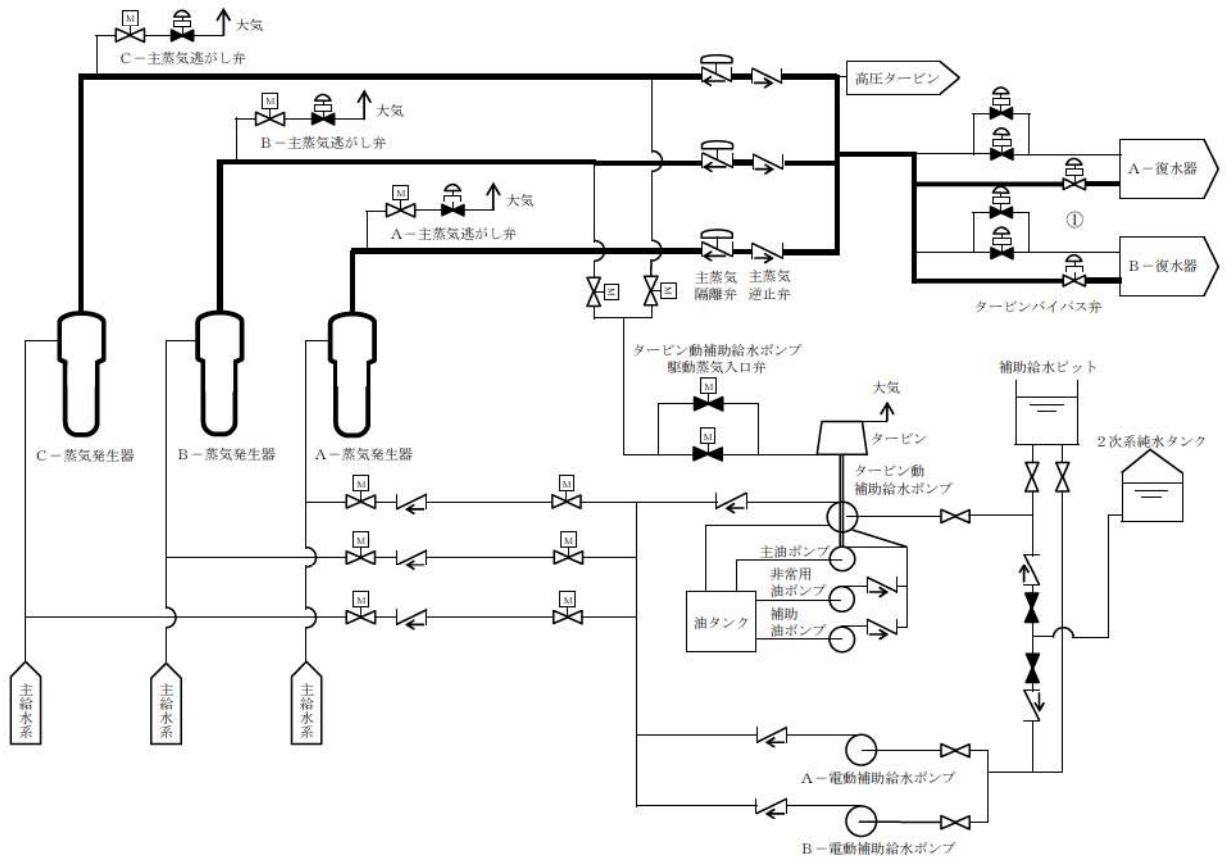 大気
M
C－主蒸気逃がし弁
高圧タービン
大気
M
B－主蒸気逃がし弁
A－復水器
大気
M
A－主蒸気逃がし弁
①
主蒸気
隔離弁
主蒸気
逆止弁
B－復水器
M
M
タービンバイパス弁
タービン動補助給水ポンプ
駆動蒸気入口弁
補助給水ピット
M
大気
M
タービン
2次系純水タンク
C－蒸気発生器
B－蒸気発生器
A－蒸気発生器
タービン動
補助給水ポンプ
M
M
主油ポンプ
M
M
非常用
油ポンプ
M
M
補助
油ポンプ
油タンク
主給水系
主給水系
主給水系
A－電動補助給水ポンプ
B－電動補助給水ポンプ